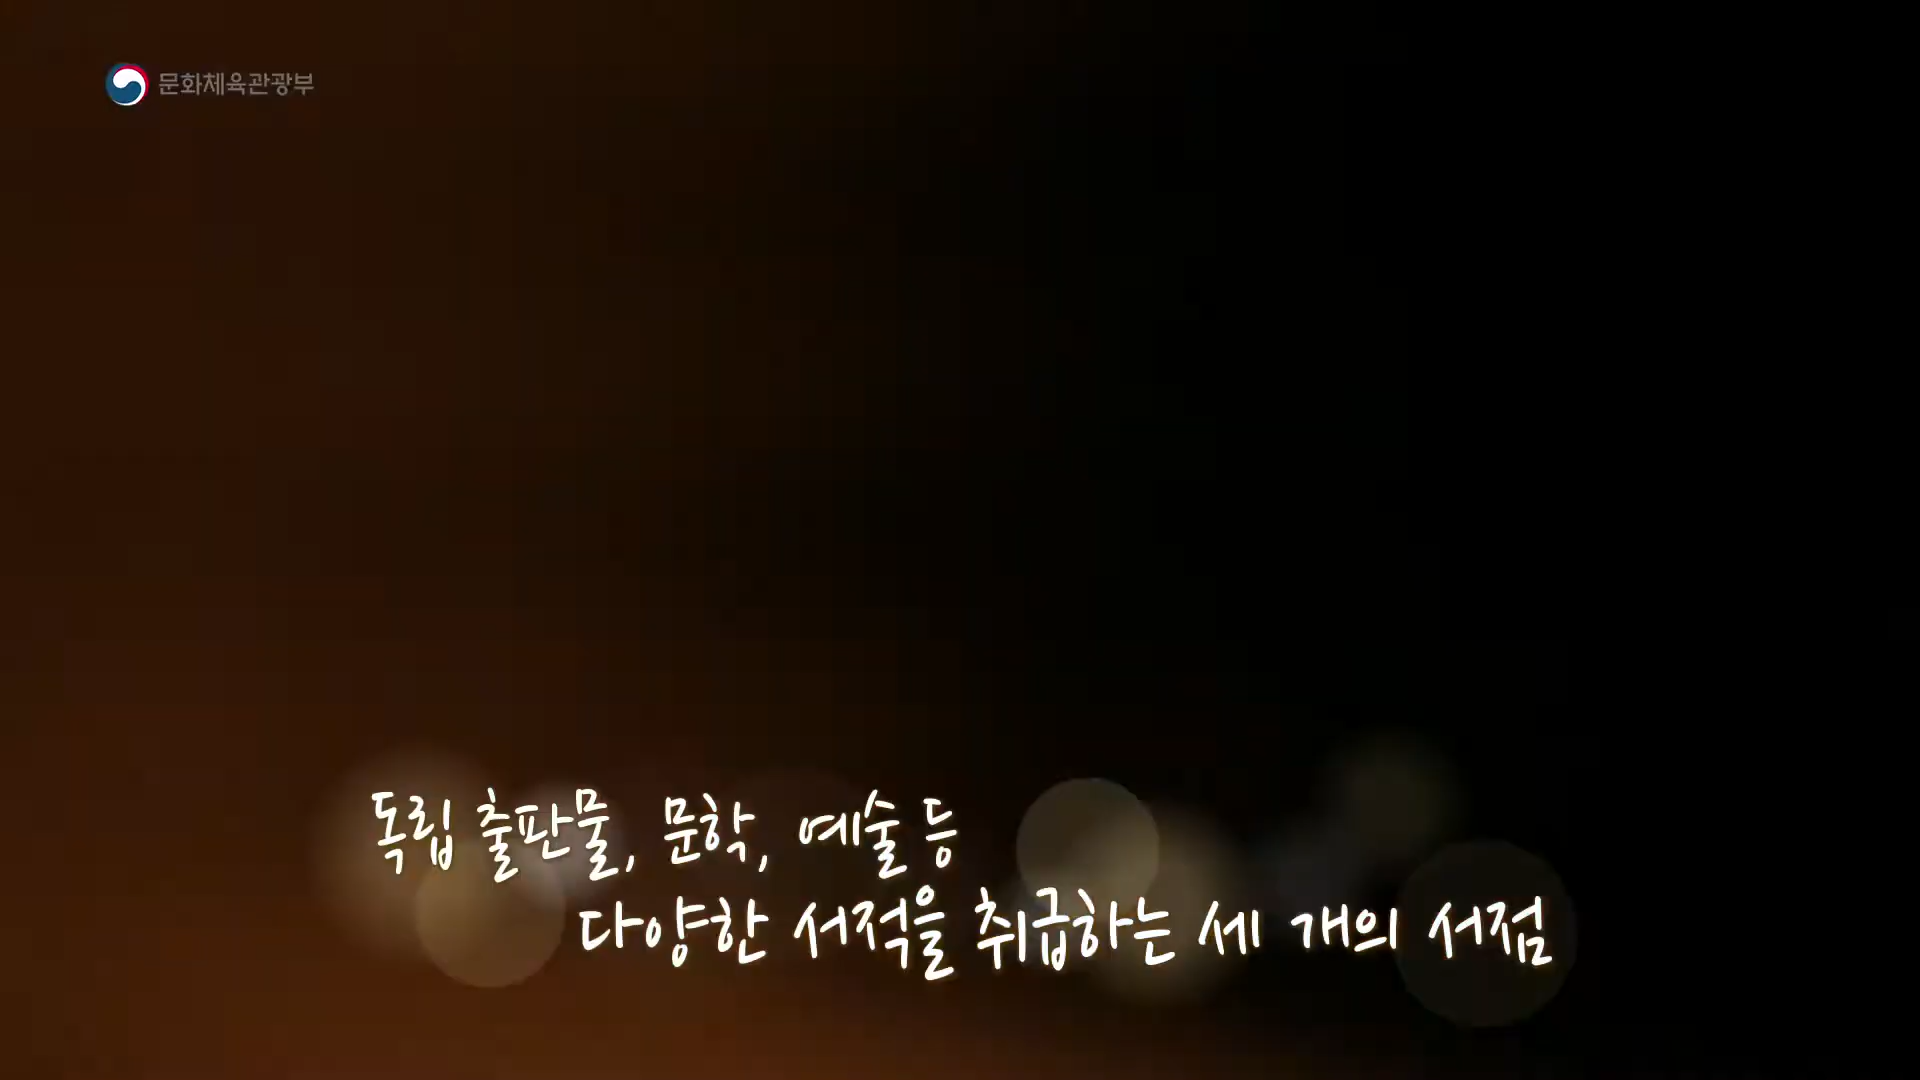 문화체육관광부
독립 출판물, 문학, 예술 등
다양한 서적을 취급하는 세 개의 서점